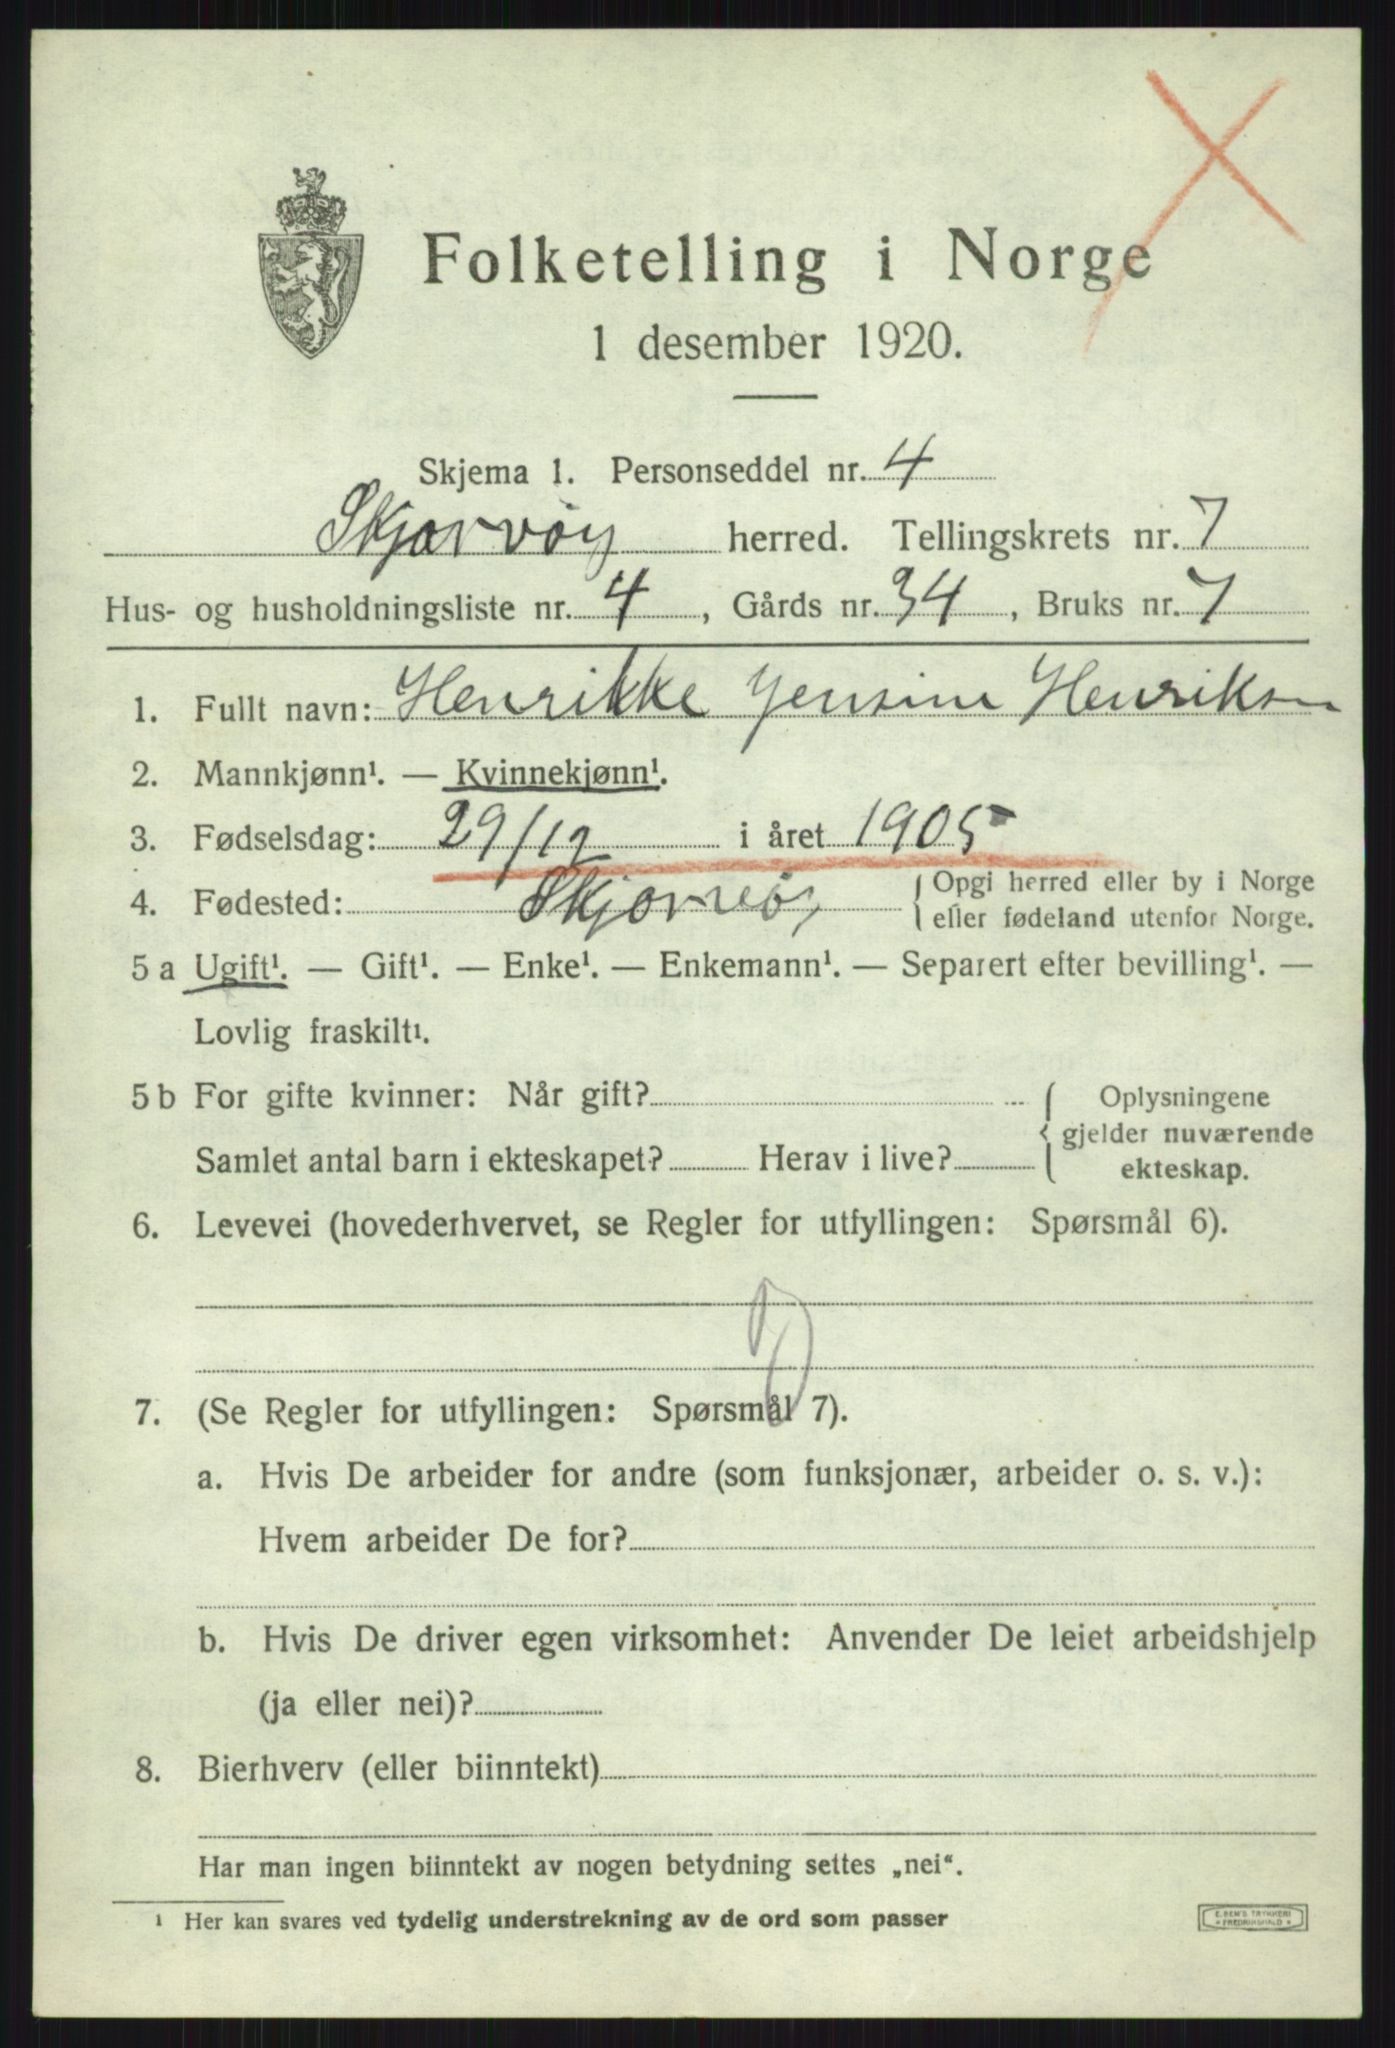 Folketelling i Norge
1 desember 1920.
Skjema 1. Personseddel nr. 4
Skjervøy herred. Tellingskrets nr. 7
Hus- og husholdningsliste nr. 4, Gårds nr. 34, Bruks nr. 7
1. Fullt navn: Henrikke Jensine Henriksen
2. Mannkjønn¹. — Kvinnekjønn¹.
3. Fødselsdag: 29/12 i året 1905
4. Fødested: Skjervøy { Opgi herred eller by i Norge
eller fødeland utenfor Norge.
5 a Ugift¹. — Gift¹. — Enke¹. — Enkemann¹. — Separert efter bevilling¹. —
Lovlig fraskilt¹.
5 b For gifte kvinner: Når gift? { Oplysningene
gjelder nuværende
Samlet antal barn i ekteskapet? Herav i live? ekteskap.
6. Levevei (hovederhvervet, se Regler for utfyllingen: Spørsmål 6).
7. (Se Regler for utfyllingen: Spørsmål 7).
a. Hvis De arbeider for andre (som funksjonær, arbeider o. s. v.):
Hvem arbeider De for?
b. Hvis De driver egen virksomhet: Anvender De leiet arbeidshjelp
(ja eller nei)?
8. Bierhverv (eller biinntekt)
Har man ingen biinntekt av nogen betydning settes „nei“.
¹ Her kan svares ved tydelig understrekning av de ord som passer
E. SEM'S TRYKKERI
FREDRIKSHALD